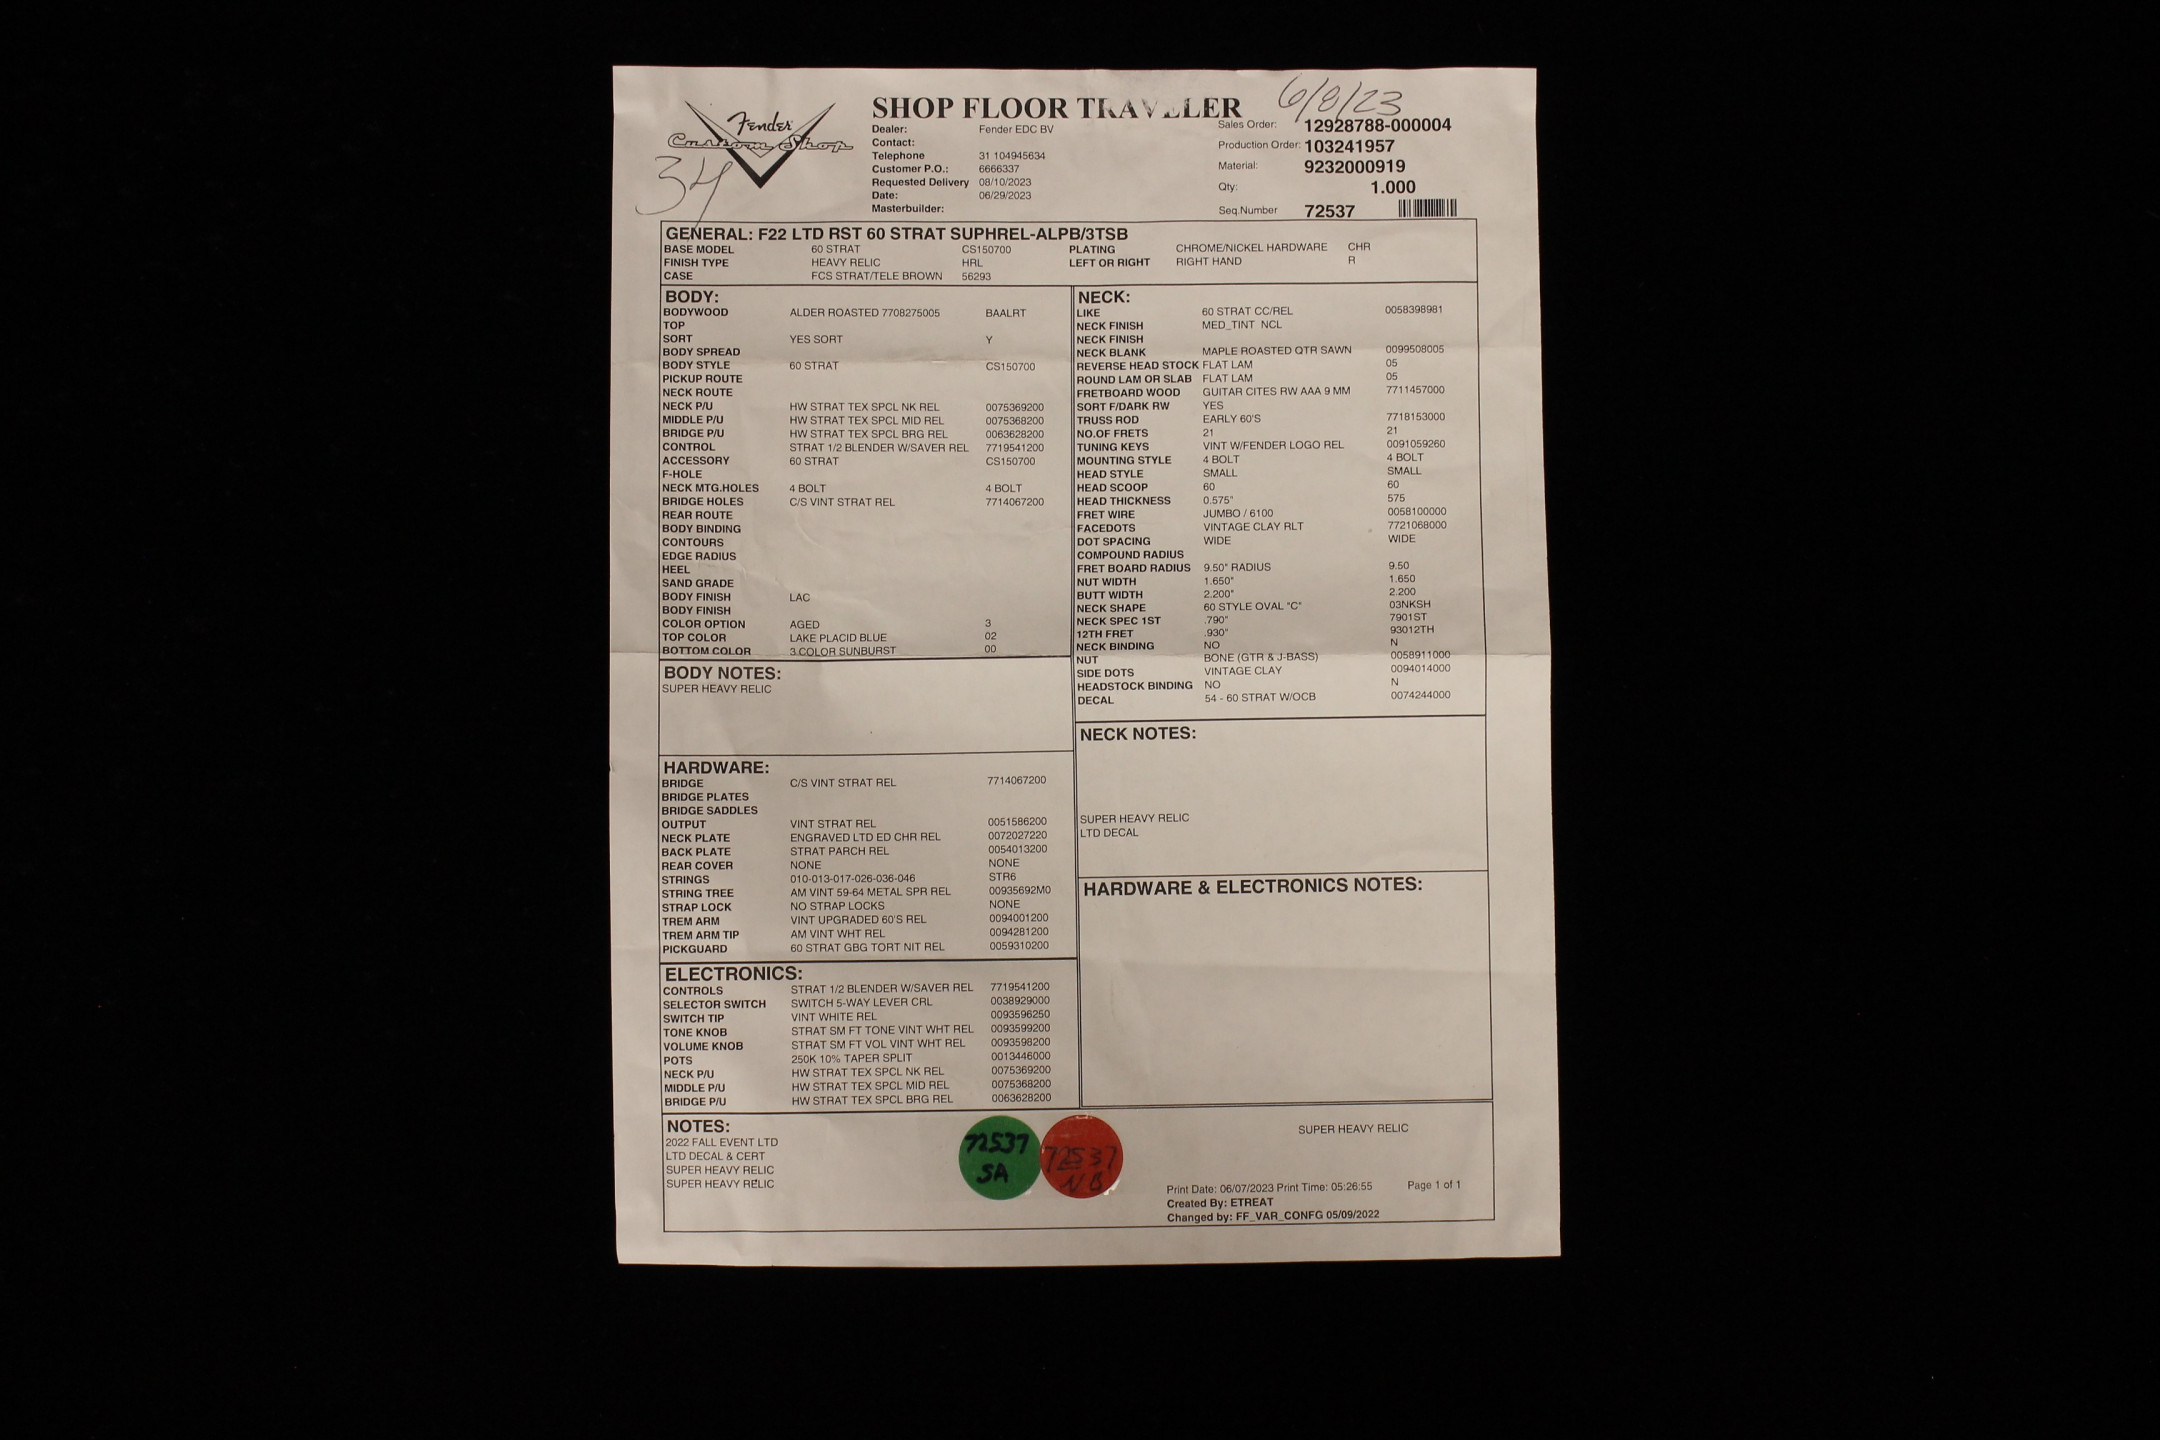 Fender
Custom Shop
34
SHOP FLOOR TRAVELER
6/8/23
Dealer: Fender EDC BV
Contact:
Telephone 31 104945634
Customer P.O.: 6666337
Requested Delivery 08/10/2023
Date: 06/29/2023
Masterbuilder:
Sales Order: 12928788-000004
Production Order: 103241957
Material: 9232000919
Qty: 1.000
Seq.Number 72537
GENERAL: F22 LTD RST 60 STRAT SUPHREL-ALPB/3TSB
BASE MODEL 60 STRAT CS150700 PLATING CHROME/NICKEL HARDWARE CHR
FINISH TYPE HEAVY RELIC HRL LEFT OR RIGHT RIGHT HAND R
CASE FCS STRAT/TELE BROWN 56293
BODY:
BODYWOOD ALDER ROASTED 7708275005 BAALRT
TOP
SORT YES SORT Y
BODY SPREAD
BODY STYLE 60 STRAT CS150700
PICKUP ROUTE
NECK ROUTE
NECK P/U HW STRAT TEX SPCL NK REL 0075369200
MIDDLE P/U HW STRAT TEX SPCL MID REL 0075368200
BRIDGE P/U HW STRAT TEX SPCL BRG REL 0063628200
CONTROL STRAT 1/2 BLENDER W/SAVER REL 7719541200
ACCESSORY 60 STRAT CS150700
F-HOLE
NECK MTG.HOLES 4 BOLT 4 BOLT
BRIDGE HOLES C/S VINT STRAT REL 7714067200
REAR ROUTE
BODY BINDING
CONTOURS
EDGE RADIUS
HEEL
SAND GRADE
BODY FINISH LAC
BODY FINISH
COLOR OPTION AGED 3
TOP COLOR LAKE PLACID BLUE 02
BOTTOM COLOR 3 COLOR SUNBURST 00
BODY NOTES:
SUPER HEAVY RELIC
HARDWARE:
BRIDGE C/S VINT STRAT REL 7714067200
BRIDGE PLATES
BRIDGE SADDLES
OUTPUT VINT STRAT REL 0051586200
NECK PLATE ENGRAVED LTD ED CHR REL 0072027220
BACK PLATE STRAT PARCH REL 0054013200
REAR COVER NONE NONE
STRINGS 010-013-017-026-036-046 STR6
STRING TREE AM VINT 59-64 METAL SPR REL 00935692M0
STRAP LOCK NO STRAP LOCKS NONE
TREM ARM VINT UPGRADED 60'S REL 0094001200
TREM ARM TIP AM VINT WHT REL 0094281200
PICKGUARD 60 STRAT GBG TORT NIT REL 0059310200
ELECTRONICS:
CONTROLS STRAT 1/2 BLENDER W/SAVER REL 7719541200
SELECTOR SWITCH SWITCH 5-WAY LEVER CRL 0038929000
SWITCH TIP VINT WHITE REL 0093596250
TONE KNOB STRAT SM FT TONE VINT WHT REL 0093599200
VOLUME KNOB STRAT SM FT VOL VINT WHT REL 0093598200
POTS 250K 10% TAPER SPLIT 0013446000
NECK P/U HW STRAT TEX SPCL NK REL 0075369200
MIDDLE P/U HW STRAT TEX SPCL MID REL 0075368200
BRIDGE P/U HW STRAT TEX SPCL BRG REL 0063628200
NECK:
LIKE 60 STRAT CC/REL 0058398981
NECK FINISH MED_TINT NCL
NECK FINISH
NECK BLANK MAPLE ROASTED QTR SAWN 0099508005
REVERSE HEAD STOCK FLAT LAM 05
ROUND LAM OR SLAB FLAT LAM 05
FRETBOARD WOOD GUITAR CITES RW AAA 9 MM 7711457000
SORT F/DARK RW YES
TRUSS ROD EARLY 60'S 7718153000
NO.OF FRETS 21 21
TUNING KEYS VINT W/FENDER LOGO REL 0091059260
MOUNTING STYLE 4 BOLT 4 BOLT
HEAD STYLE SMALL SMALL
HEAD SCOOP 60 60
HEAD THICKNESS 0.575" 575
FRET WIRE JUMBO / 6100 0058100000
FACEDOTS VINTAGE CLAY RLT 7721068000
DOT SPACING WIDE WIDE
COMPOUND RADIUS
FRET BOARD RADIUS 9.50" RADIUS 9.50
NUT WIDTH 1.650" 1.650
BUTT WIDTH 2.200" 2.200
NECK SHAPE 60 STYLE OVAL "C" 03NKSH
NECK SPEC 1ST .790" 7901ST
12TH FRET .930" 93012TH
NECK BINDING NO N
NUT BONE (GTR & J-BASS) 0058911000
SIDE DOTS VINTAGE CLAY 0094014000
HEADSTOCK BINDING NO N
DECAL 54 - 60 STRAT W/OCB 0074244000
NECK NOTES:
SUPER HEAVY RELIC
LTD DECAL
HARDWARE & ELECTRONICS NOTES:
NOTES:
2022 FALL EVENT LTD
LTD DECAL & CERT
SUPER HEAVY RELIC
SUPER HEAVY RELIC
72537
SA
72537
NB
SUPER HEAVY RELIC
Print Date: 06/07/2023 Print Time: 05:26:55 Page 1 of 1
Created By: ETREAT
Changed by: FF_VAR_CONFG 05/09/2022